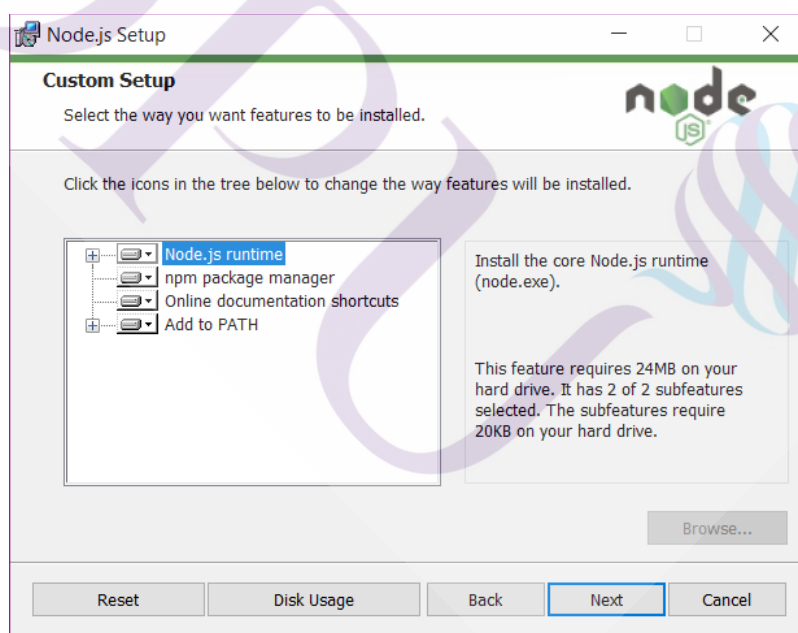 Node.js Setup
Custom Setup
Select the way you want features to be installed.
node
JS
Click the icons in the tree below to change the way features will be installed.
Node.js runtime
npm package manager
Online documentation shortcuts
Add to PATH
Install the core Node.js runtime
(node.exe).
This feature requires 24MB on your
hard drive. It has 2 of 2 subfeatures
selected. The subfeatures require
20KB on your hard drive.
Browse...
Reset
Disk Usage
Back
Next
Cancel